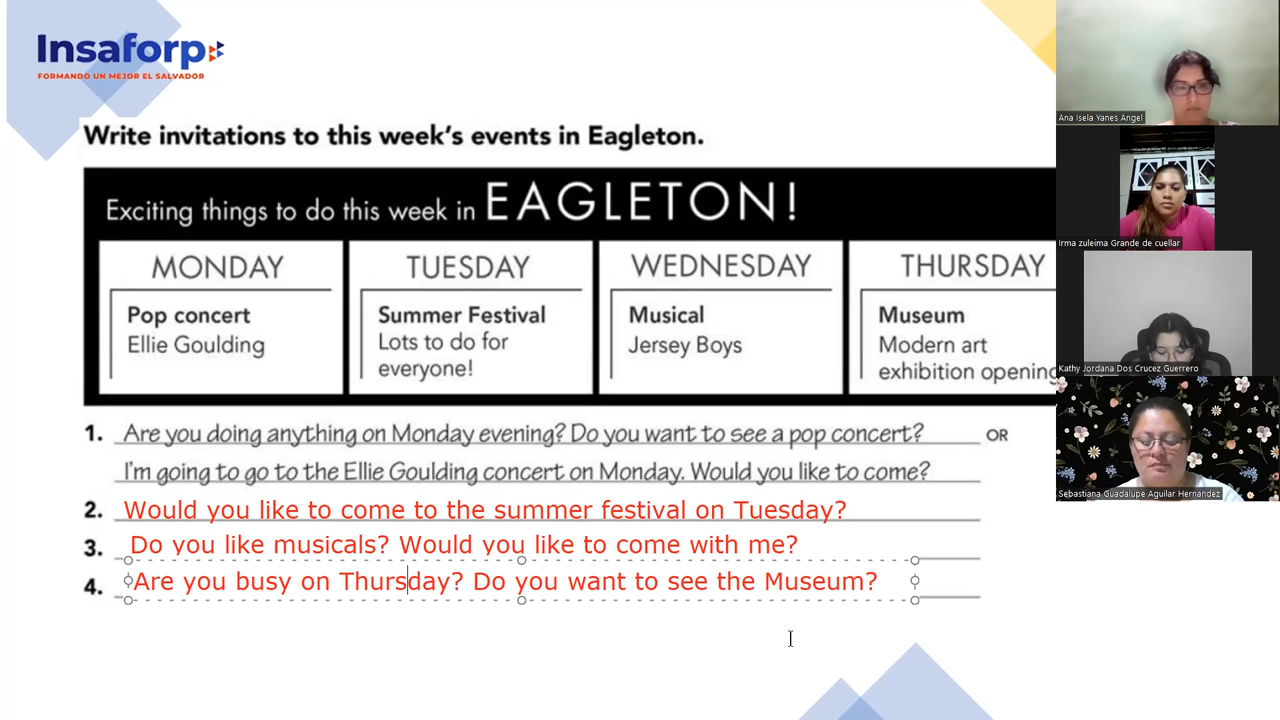 Insaforp
FORMANDO UN MEJOR EL SALVADOR
Write invitations to this week's events in Eagleton.
Exciting things to do this week in EAGLETON!
MONDAY TUESDAY WEDNESDAY THURSDAY
Pop concert Summer Festival Musical Museum
Ellie Goulding Lots to do for Jersey Boys Modern art
everyone! exhibition opening
1. Are you doing anything on Monday evening? Do you want to see a pop concert? OR
I'm going to go to the Ellie Goulding concert on Monday. Would you like to come?
2. Would you like to come to the summer festival on Tuesday?
3. Do you like musicals? Would you like to come with me?
4. Are you busy on Thursday? Do you want to see the Museum?
Ana Isela Yanes Angel
Irma zuleima Grande de cuellar
Kathy Jordana Dos Crucez Guerrero
Sebastiana Guadalupe Aguilar Hernandez